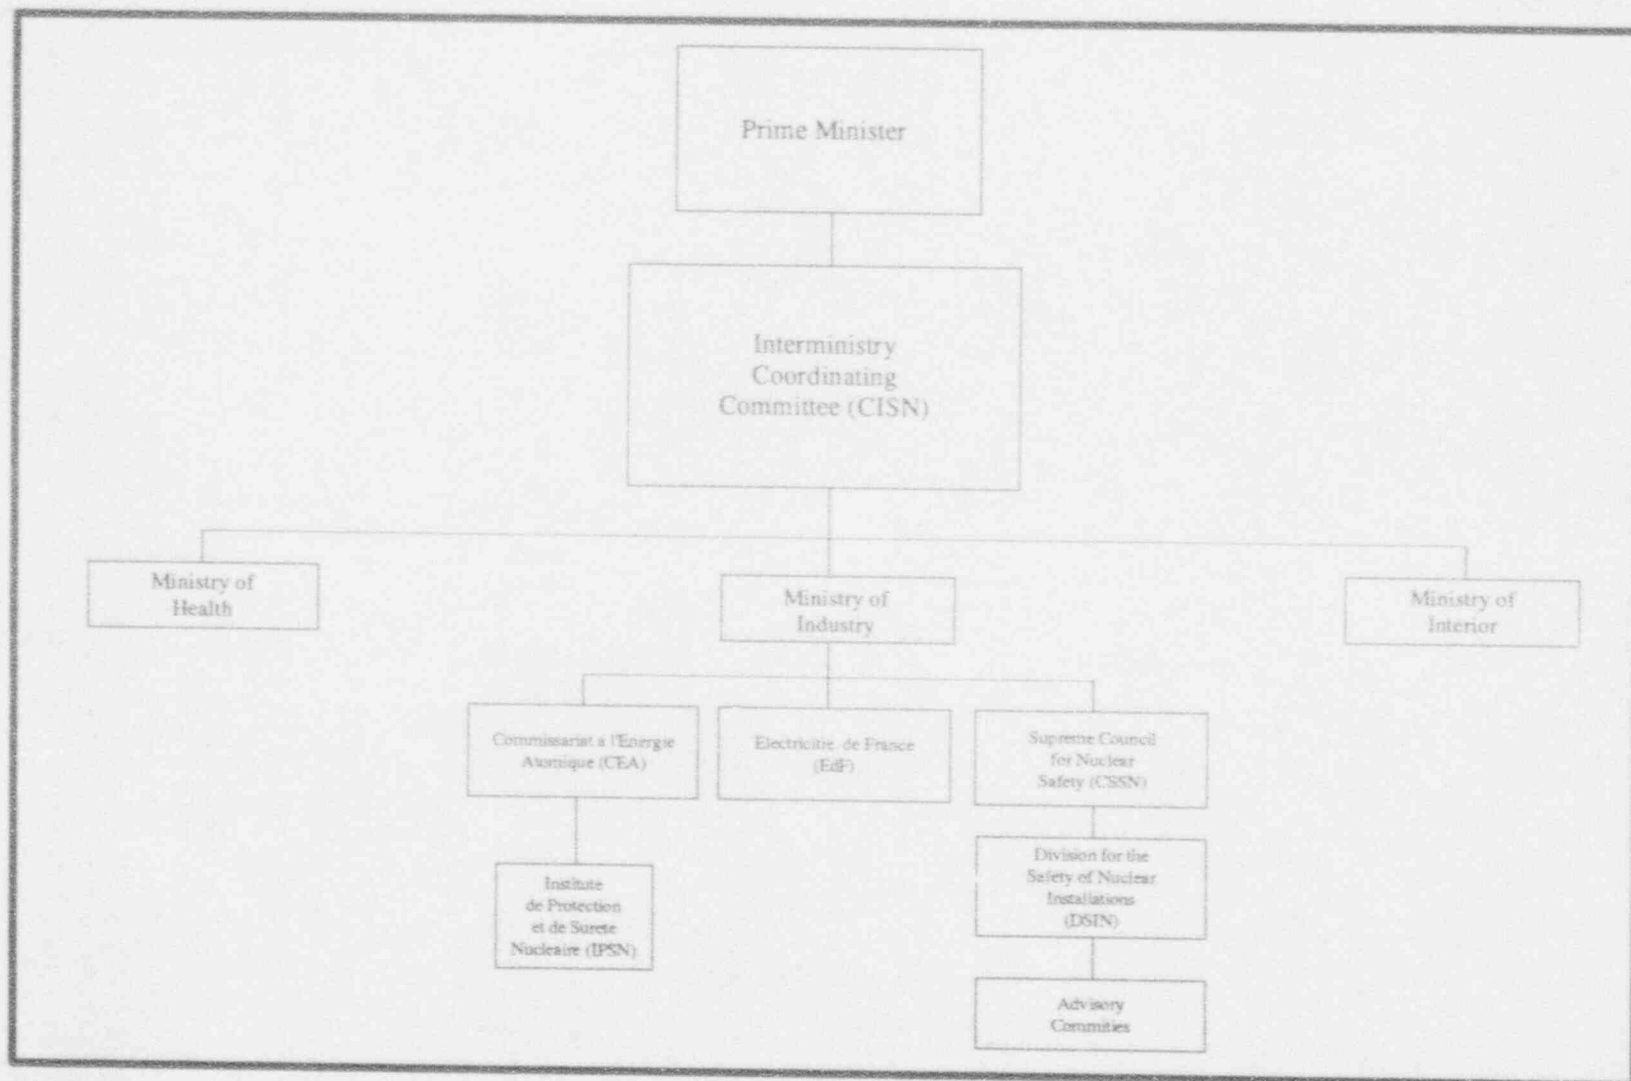 Prime Minister
Interministry
Coordinating
Committee (CISN)
Ministry of
Health
Ministry of
Industry
Ministry of
Interior
Commissariat a l'Energie
Atomique (CEA)
Electricitie de France
(EdF)
Supreme Council
for Nuclear
Safety (CSSN)
Institute
de Protection
et de Surete
Nucleaire (IPSN)
Division for the
Safety of Nuclear
Installations
(DSIN)
Advisory
Commities